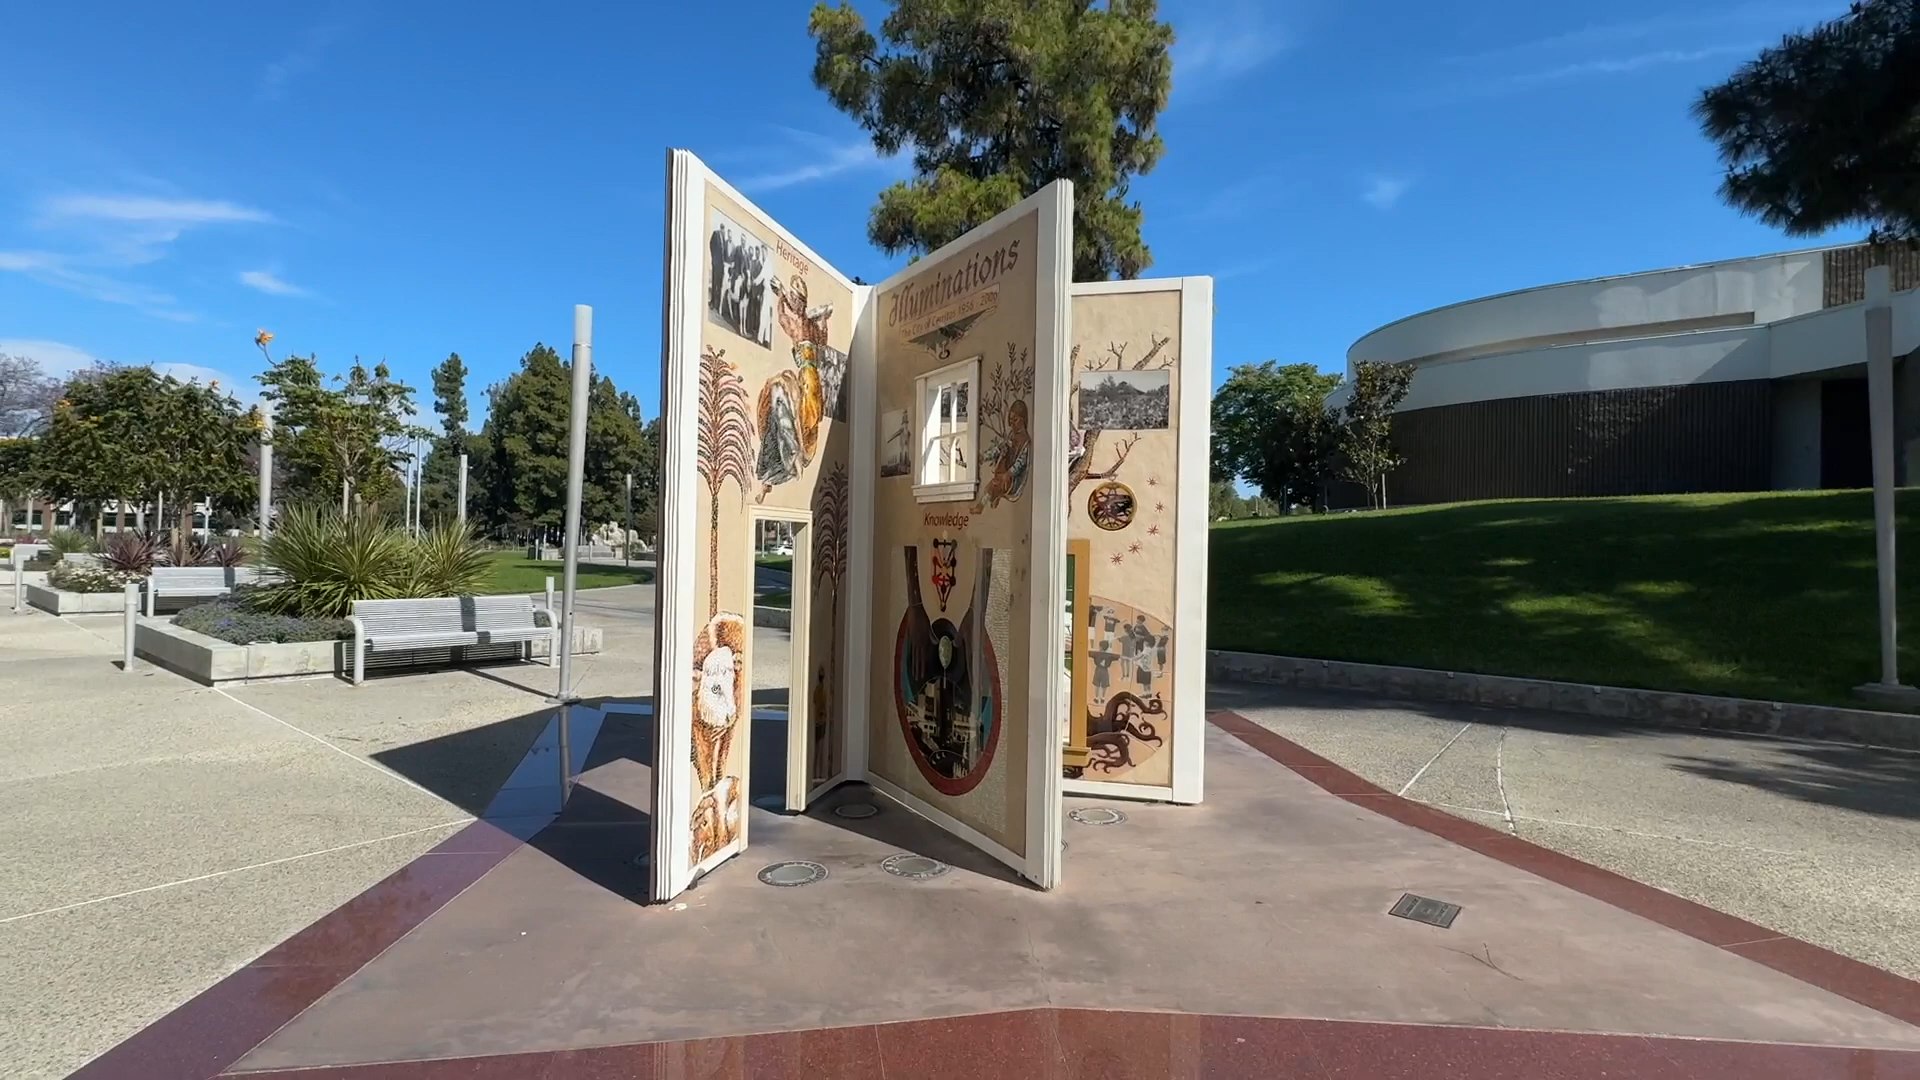 Heritage
Illuminations
The City of Cerritos 1956 - 2006
Knowledge